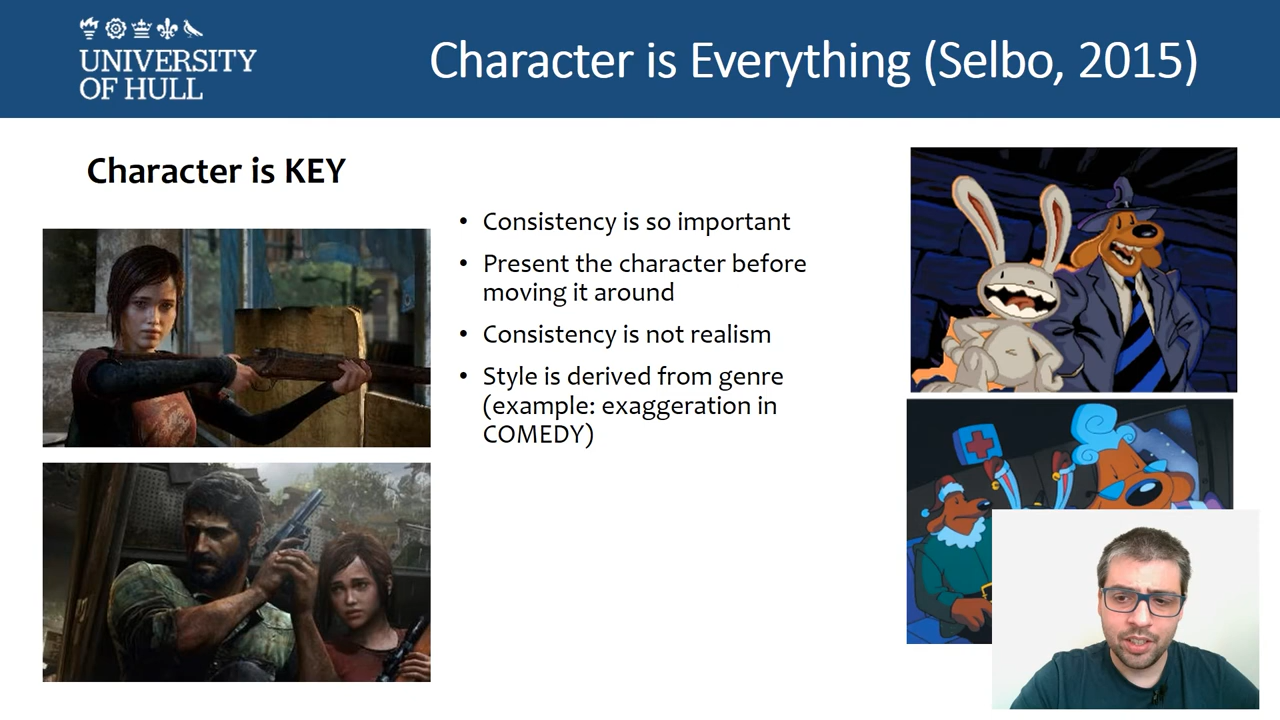 UNIVERSITY
OF HULL
Character is Everything (Selbo, 2015)
Character is KEY
• Consistency is so important
• Present the character before
moving it around
• Consistency is not realism
• Style is derived from genre
(example: exaggeration in
COMEDY)